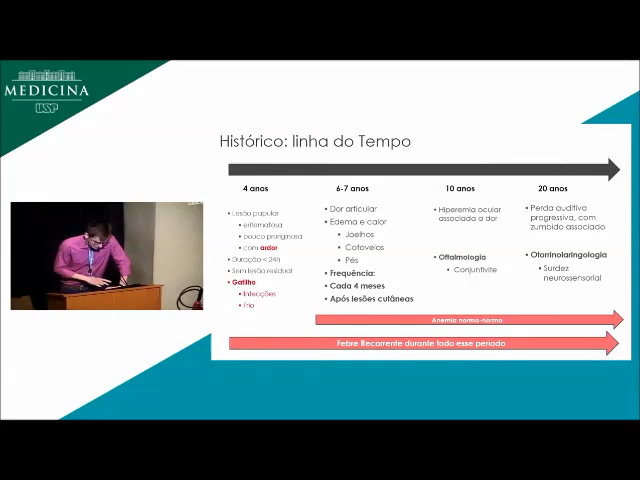 MEDICINA
USP
Histórico: linha do Tempo
4 anos
• Lesão papular
• eritematosa
• pouco pruriginosa
• com ardor
• Duração < 24h
• Sem lesão residual
• Gatilho
• Infecções
• Frio
6-7 anos
• Dor articular
• Edema e calor
• Joelhos
• Cotovelos
• Pés
• Frequência:
• Cada 4 meses
• Após lesões cutâneas
10 anos
• Hiperemia ocular
associada a dor
• Oftalmologia
• Conjuntivite
20 anos
• Perda auditiva
progressiva, com
zumbido associado
• Otorrinolaringologia
• Surdez
neurossensorial
Anemia normo-normo
Febre Recorrente durante todo esse período